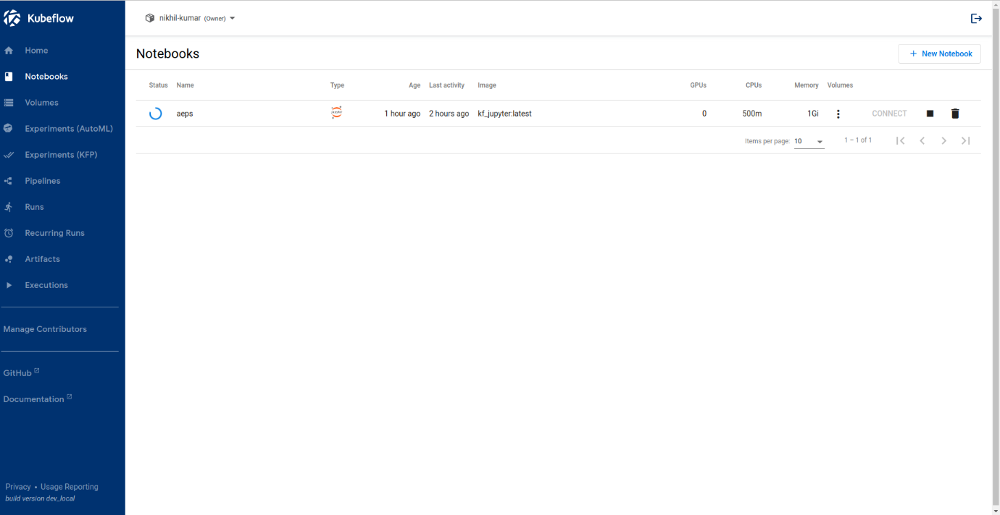 Kubeflow
nikhil-kumar (Owner)
Home
Notebooks
Volumes
Experiments (AutoML)
Experiments (KFP)
Pipelines
Runs
Recurring Runs
Artifacts
Executions
Manage Contributors
GitHub
Documentation
Privacy • Usage Reporting
build version dev_local
Notebooks
+ New Notebook
Status Name Type Age Last activity Image GPUs CPUs Memory Volumes
aeps jupyter 1 hour ago 2 hours ago kf_jupyter:latest 0 500m 1Gi CONNECT
Items per page: 10 1 – 1 of 1